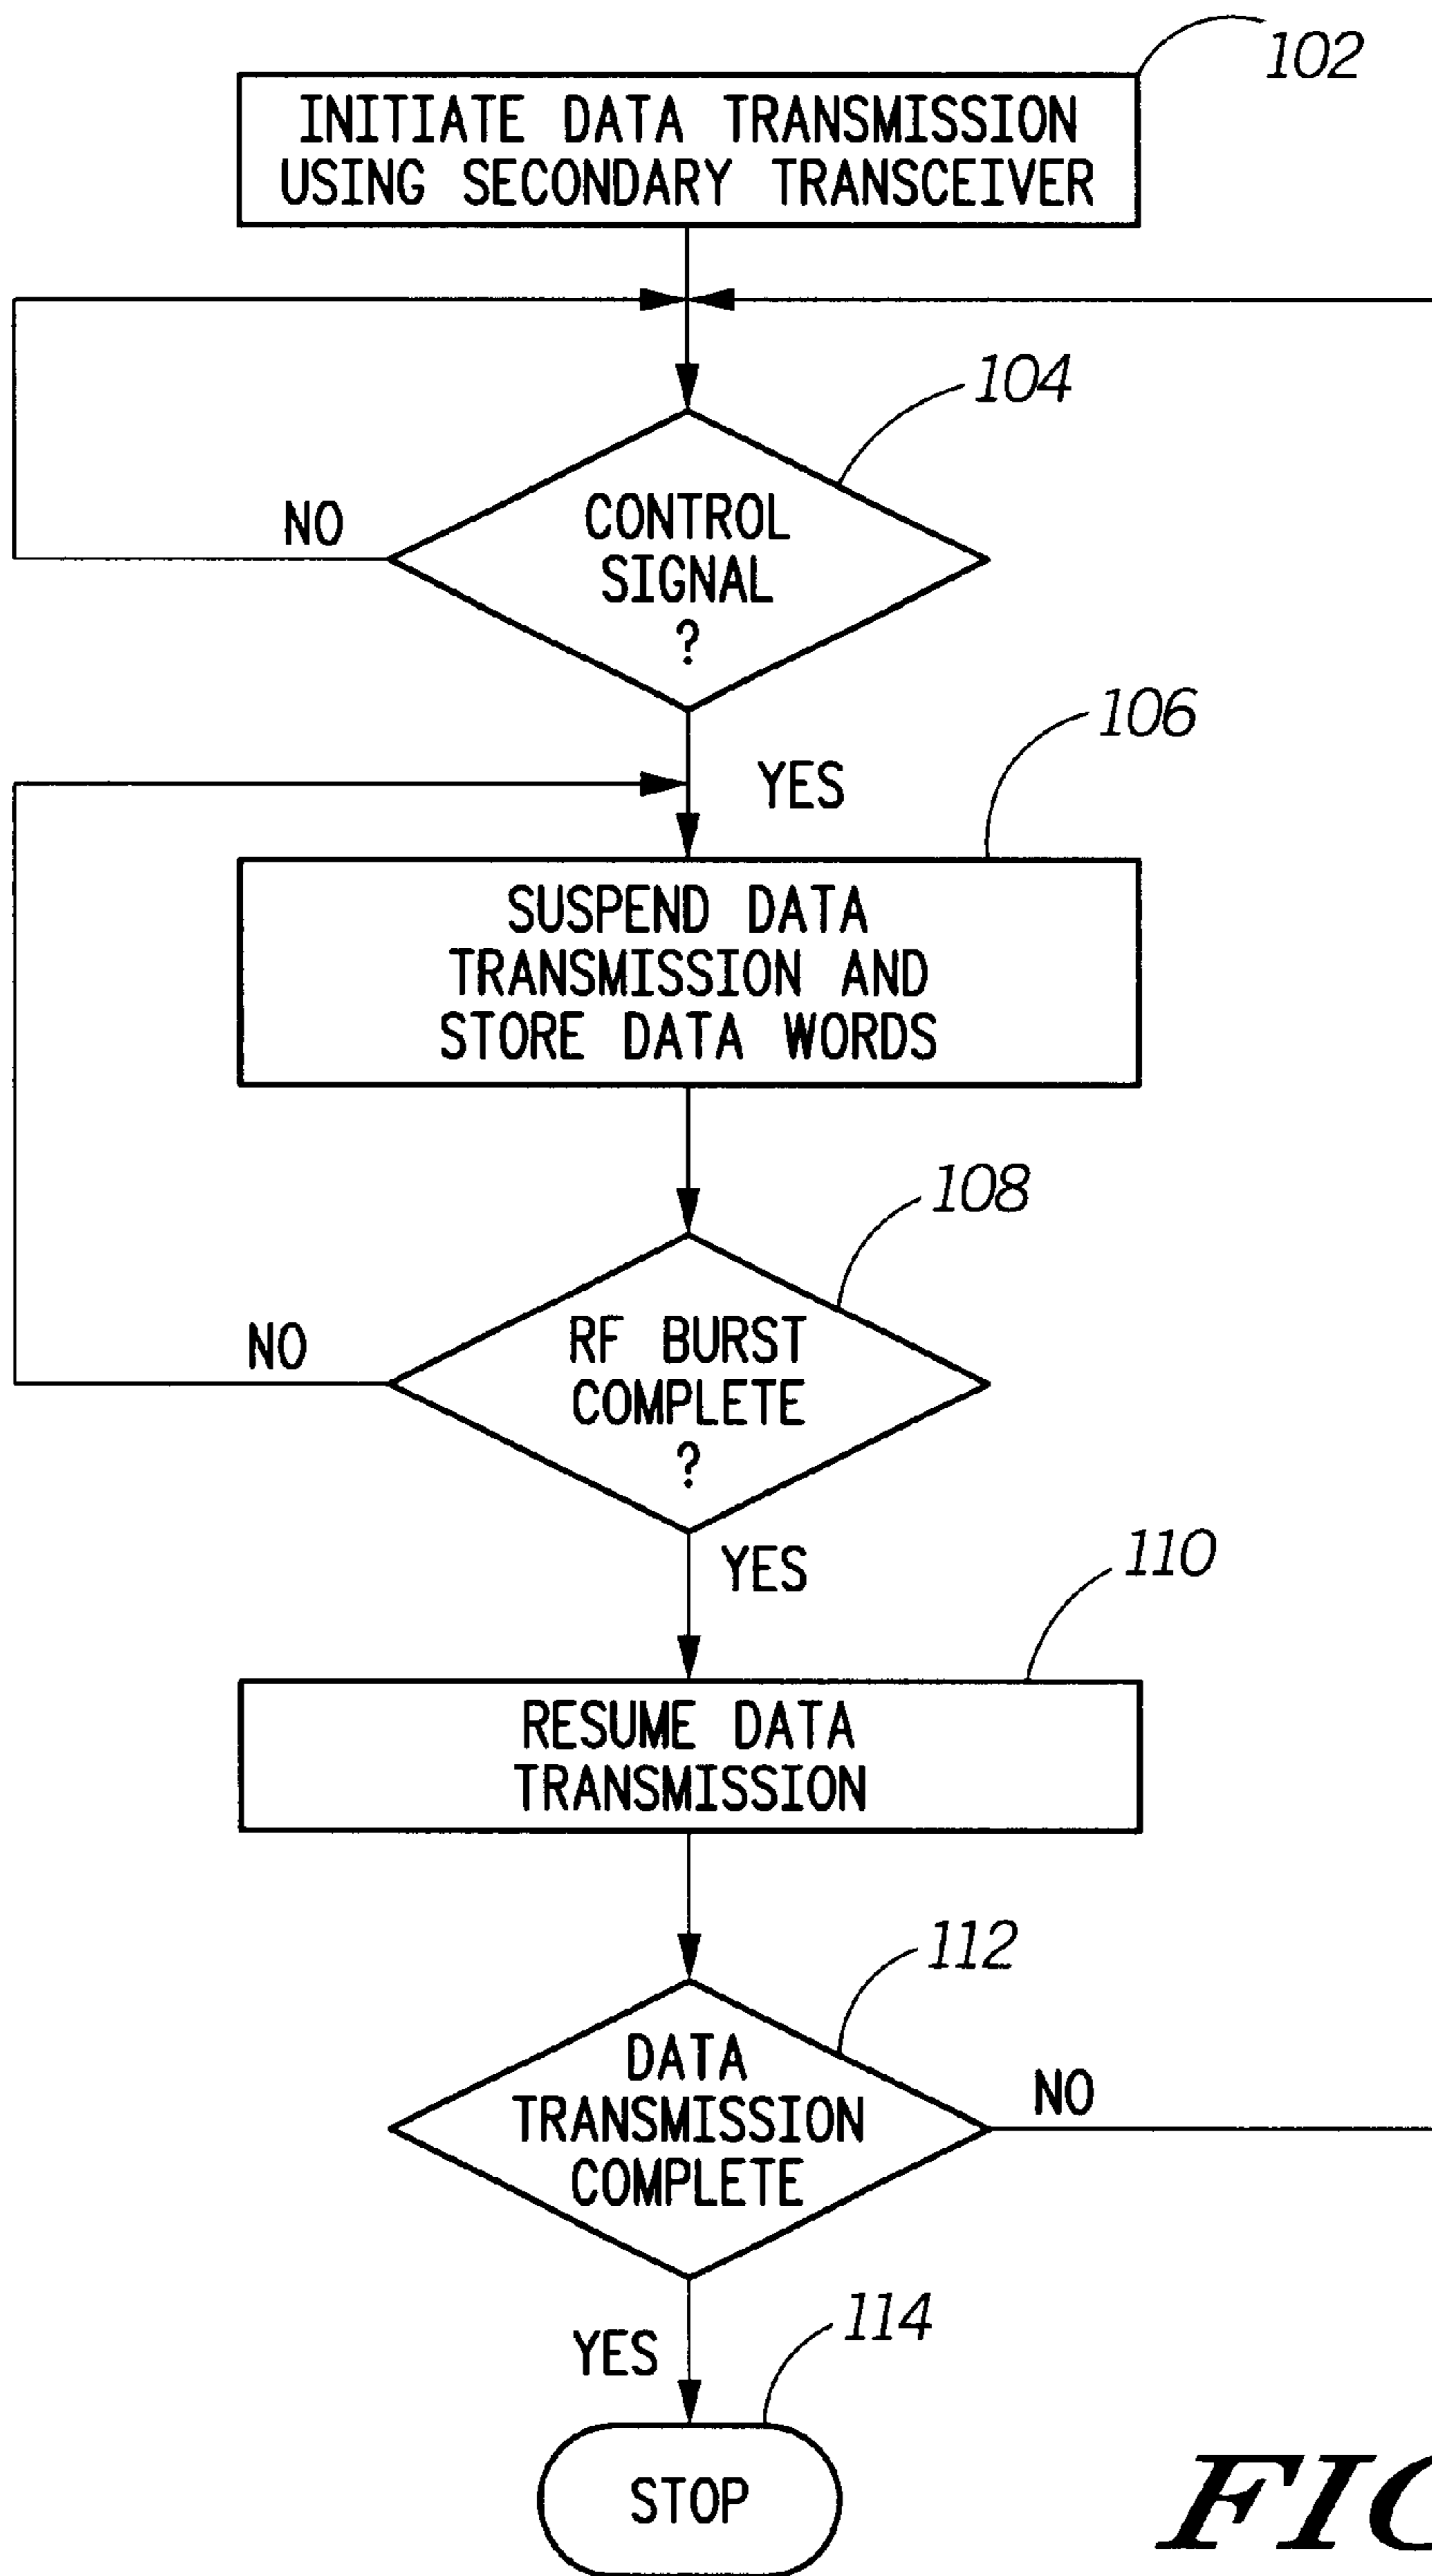 102
INITIATE DATA TRANSMISSION
USING SECONDARY TRANSCEIVER
104
CONTROL
SIGNAL
?
NO
YES
106
SUSPEND DATA
TRANSMISSION AND
STORE DATA WORDS
108
RF BURST
COMPLETE
?
NO
YES
110
RESUME DATA
TRANSMISSION
112
DATA
TRANSMISSION
COMPLETE
NO
YES
114
STOP